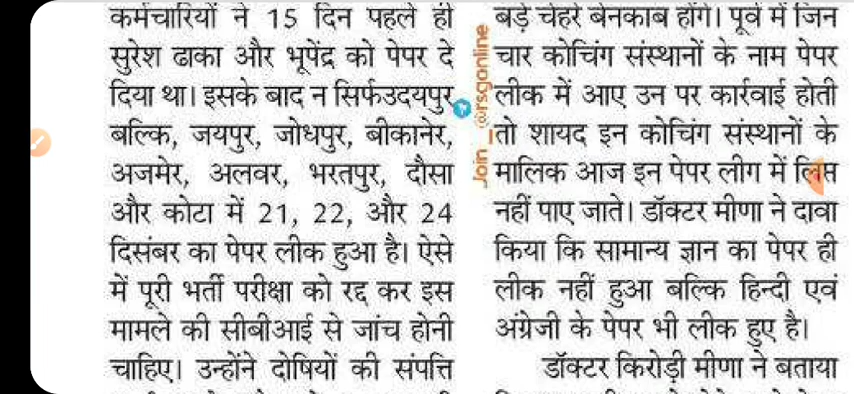 कर्मचारियों ने 15 दिन पहले ही
सुरेश ढाका और भूपेंद्र को पेपर दे
दिया था। इसके बाद न सिर्फउदयपुर
बल्कि, जयपुर, जोधपुर, बीकानेर,
अजमेर, अलवर, भरतपुर, दौसा
और कोटा में 21, 22, और 24
दिसंबर का पेपर लीक हुआ है। ऐसे
में पूरी भर्ती परीक्षा को रद्द कर इस
मामले की सीबीआई से जांच होनी
चाहिए। उन्होंने दोषियों की संपत्ति
Join _@rsgonline
बड़े चेहरे बेनकाब होंगे। पूर्व में जिन
चार कोचिंग संस्थानों के नाम पेपर
लीक में आए उन पर कार्रवाई होती
तो शायद इन कोचिंग संस्थानों के
मालिक आज इन पेपर लीग में लिप्त
नहीं पाए जाते। डॉक्टर मीणा ने दावा
किया कि सामान्य ज्ञान का पेपर ही
लीक नहीं हुआ बल्कि हिन्दी एवं
अंग्रेजी के पेपर भी लीक हुए है।
डॉक्टर किरोड़ी मीणा ने बताया